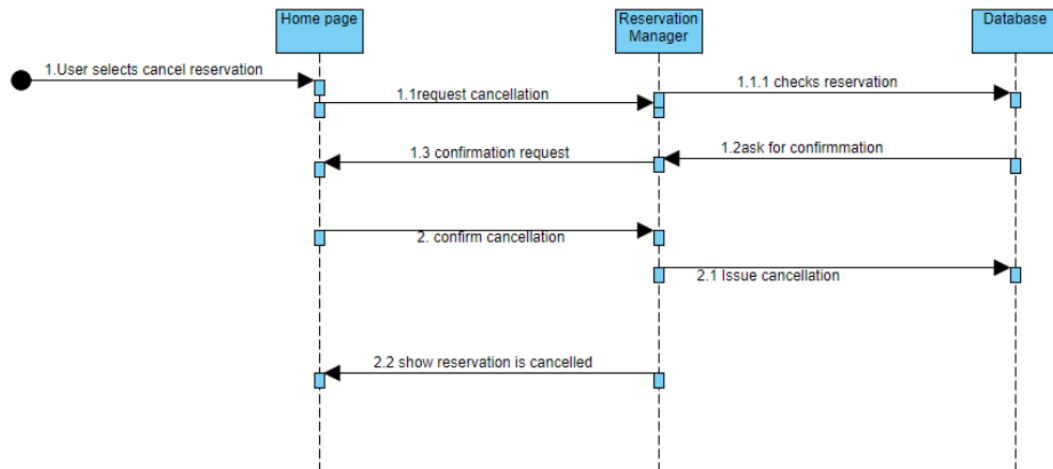 Home page
Reservation
Manager
Database
1.User selects cancel reservation
1.1request cancellation
1.1.1 checks reservation
1.2ask for confirmmation
1.3 confirmation request
2. confirm cancellation
2.1 Issue cancellation
2.2 show reservation is cancelled